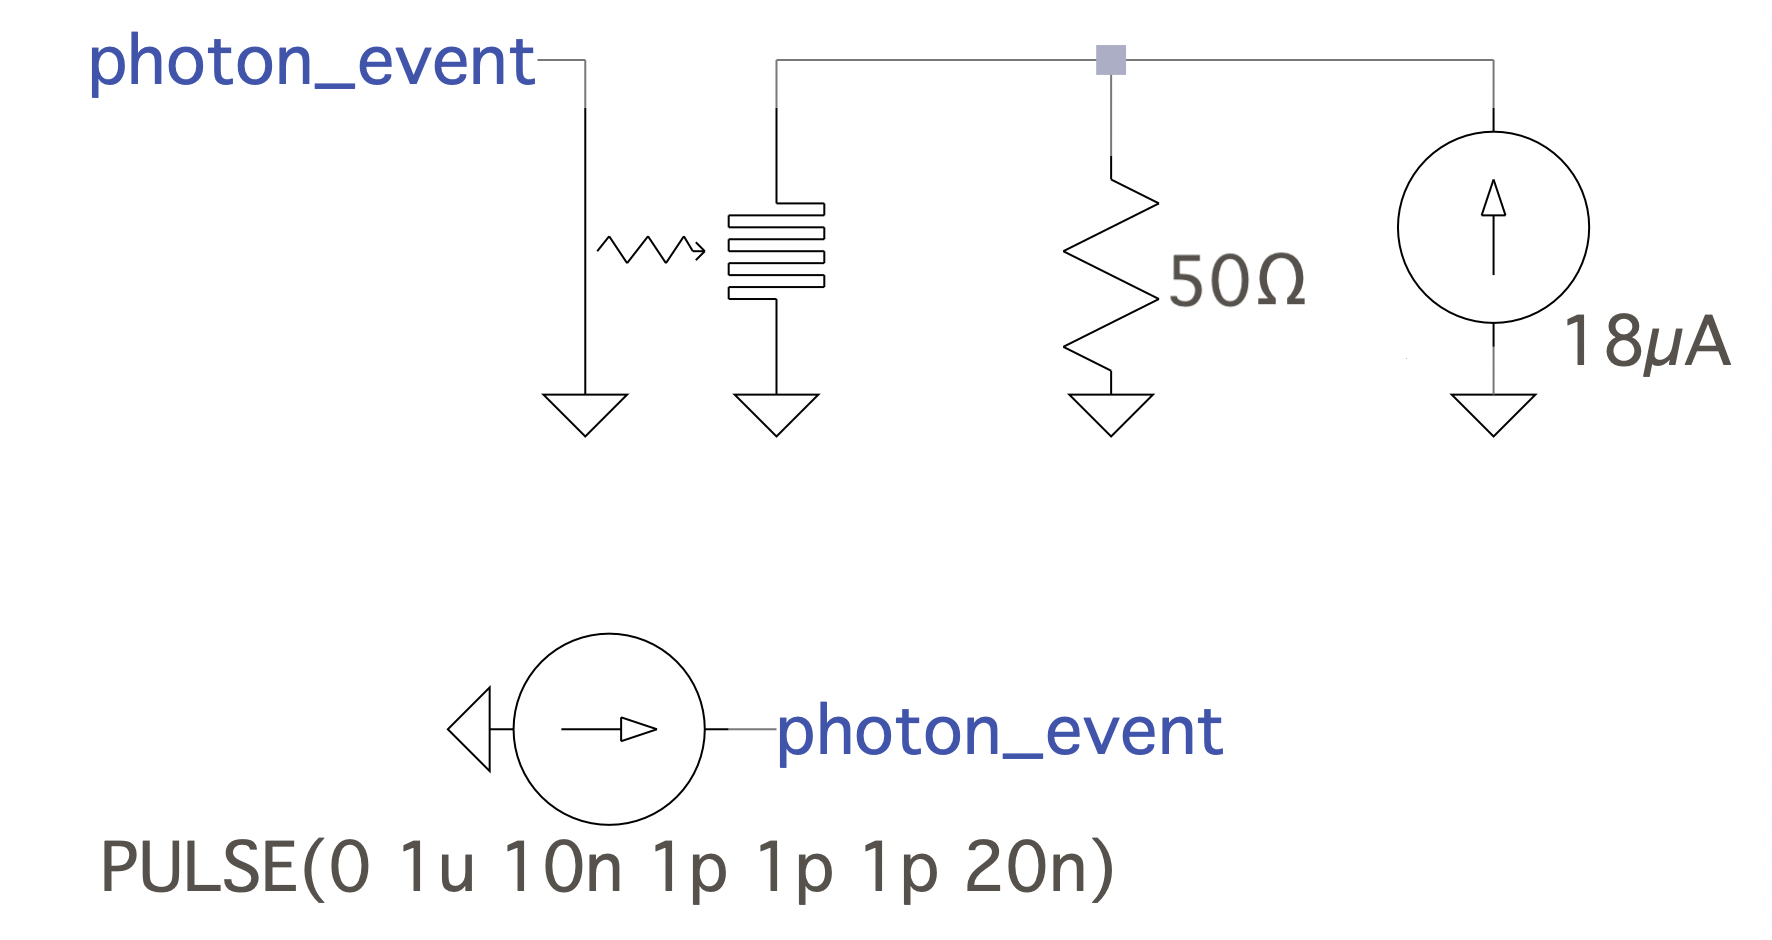 photon_event
50Ω
18µA
photon_event
PULSE(0 1u 10n 1p 1p 1p 20n)